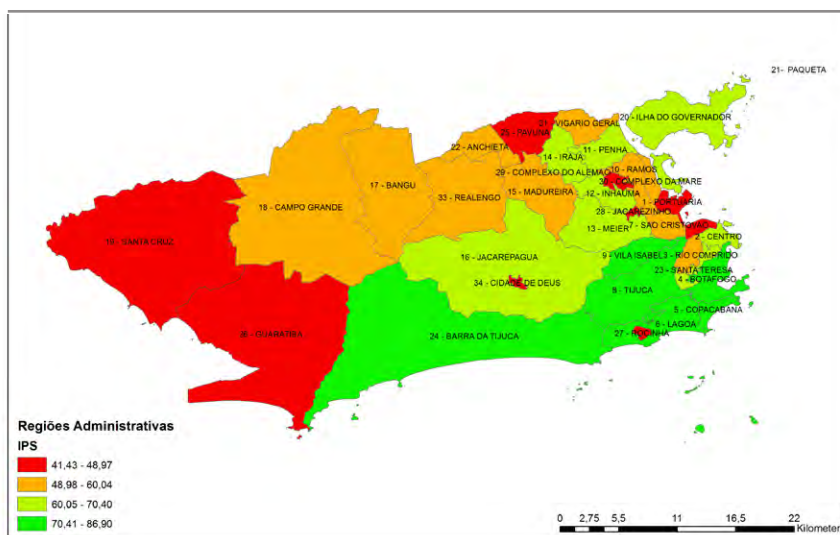 21- PAQUETA
20 - ILHA DO GOVERNADOR
VIGARIO GERAL
25 - PAVUNA
22 - ANCHIETA
11 - PENHA
14 - IRAJA
10 - RAMOS
29 - COMPLEXO DO ALEMAO
30 - COMPLEXO DA MARE
17 - BANGU
33 - REALENGO
15 - MADUREIRA
12 - INHAUMA
1 - PORTUARIA
18 - CAMPO GRANDE
28 - JACAREZINHO
7 - SAO CRISTOVAO
13 - MEIER
2 - CENTRO
19 - SANTA CRUZ
16 - JACAREPAGUA
9 - VILA ISABEL
3 - RIO COMPRIDO
23 - SANTA TERESA
34 - CIDADE DE DEUS
4 - BOTAFOGO
8 - TIJUCA
5 - COPACABANA
6 - LAGOA
26 - GUARATIBA
24 - BARRA DA TIJUCA
27 - ROCINHA
Regiões Administrativas
IPS
41,43 - 48,97
48,98 - 60,04
60,05 - 70,40
70,41 - 86,90
0 2,75 5,5 11 16,5 22
Kilometer